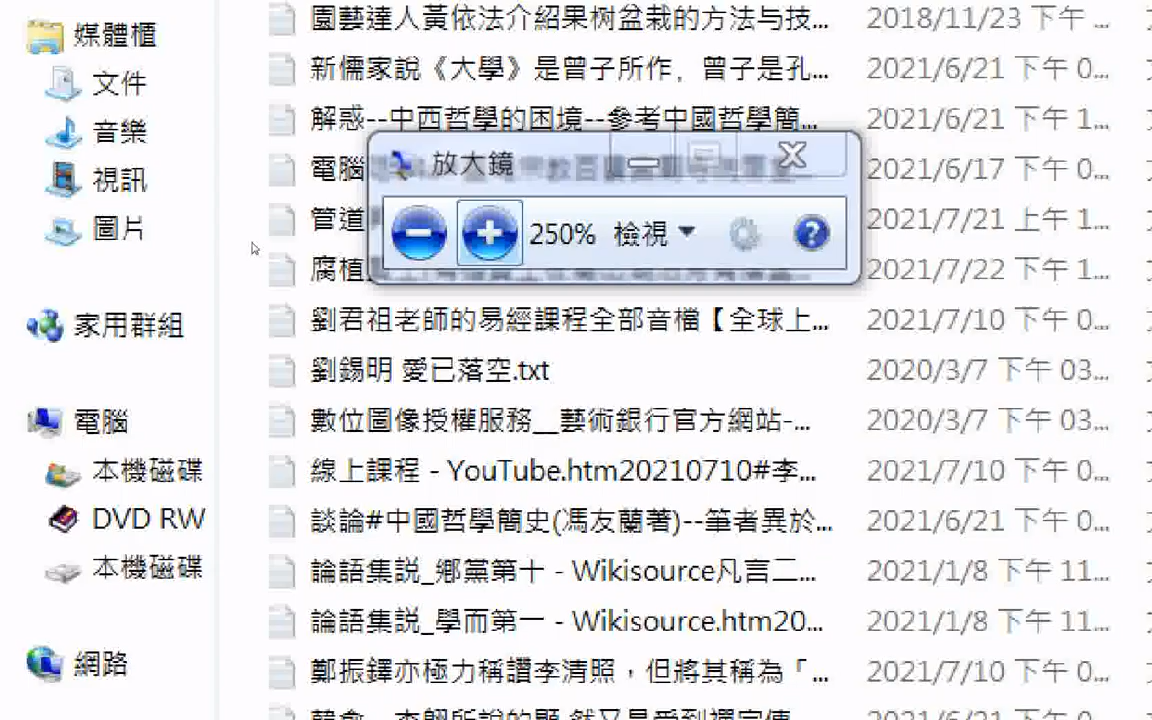 媒體櫃
文件
音樂
視訊
圖片
家用群組
電腦
本機磁碟
DVD RW
本機磁碟
網路
園藝達人黃依法介紹果树盆栽的方法与技... 2018/11/23 下午 ...
新儒家說《大學》是曾子所作，曾子是孔... 2021/6/21 下午 0...
解惑--中西哲學的困境--參考中國哲學簡... 2021/6/21 下午 1...
電腦 2021/6/17 下午 0...
管道 2021/7/21 上午 1...
腐植 2021/7/22 下午 1...
放大鏡
250% 檢視
劉君祖老師的易經課程全部音檔【全球上... 2021/7/10 下午 0...
劉錫明 愛已落空.txt 2020/3/7 下午 03...
數位圖像授權服務__藝術銀行官方網站-... 2020/3/7 下午 03...
線上課程 - YouTube.htm20210710#李... 2021/7/10 下午 0...
談論#中國哲學簡史(馮友蘭著)--筆者異於... 2021/6/21 下午 0...
論語集説_鄉黨第十 - Wikisource凡言二... 2021/1/8 下午 11...
論語集説_學而第一 - Wikisource.htm20... 2021/1/8 下午 11...
鄭振鐸亦極力稱讚李清照，但將其稱為「... 2021/7/10 下午 0...